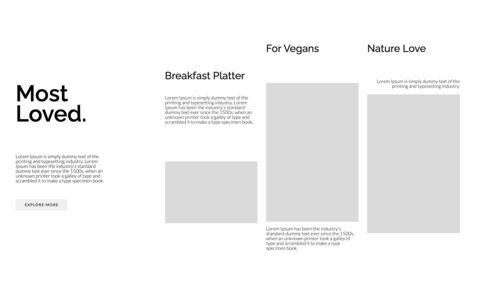 Most
Loved.
Lorem Ipsum is simply dummy text of the
printing and typesetting industry. Lorem
Ipsum has been the industry's standard
dummy text ever since the 1500s, when
an unknown printer took a galley of type
and scrambled it to make a type specimen
book.
EXPLORE MORE
Breakfast Platter
Lorem Ipsum is simply dummy text of the
printing and typesetting industry. Lorem
Ipsum has been the industry's standard
dummy text ever since the 1500s, when an
unknown printer took a galley of type and
scrambled it to make a type specimen book.
For Vegans
Lorem Ipsum has been the industry's
standard dummy text ever since the 1500s,
when an unknown printer took a galley of
type and scrambled it to make a type
specimen book.
Nature Love
Lorem Ipsum is simply dummy text of the
printing and typesetting industry.